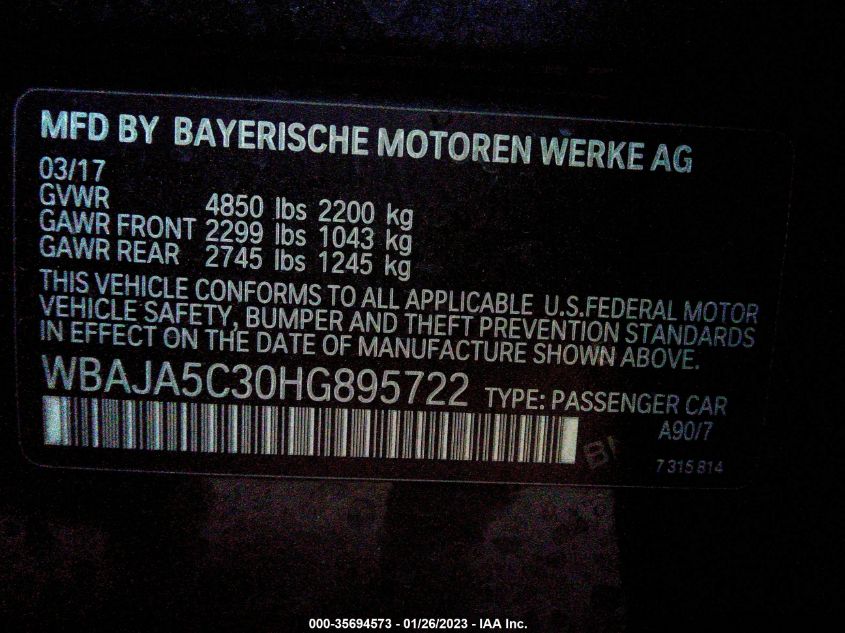 MFD BY BAYERISCHE MOTOREN WERKE AG
03/17
GVWR 4850 lbs 2200 kg
GAWR FRONT 2299 lbs 1043 kg
GAWR REAR 2745 lbs 1245 kg
THIS VEHICLE CONFORMS TO ALL APPLICABLE U.S.FEDERAL MOTOR
VEHICLE SAFETY, BUMPER AND THEFT PREVENTION STANDARDS
IN EFFECT ON THE DATE OF MANUFACTURE SHOWN ABOVE.
WBAJA5C30HG895722 TYPE: PASSENGER CAR
A90/7
7 315 814
000-35694573 - 01/26/2023 - IAA Inc.